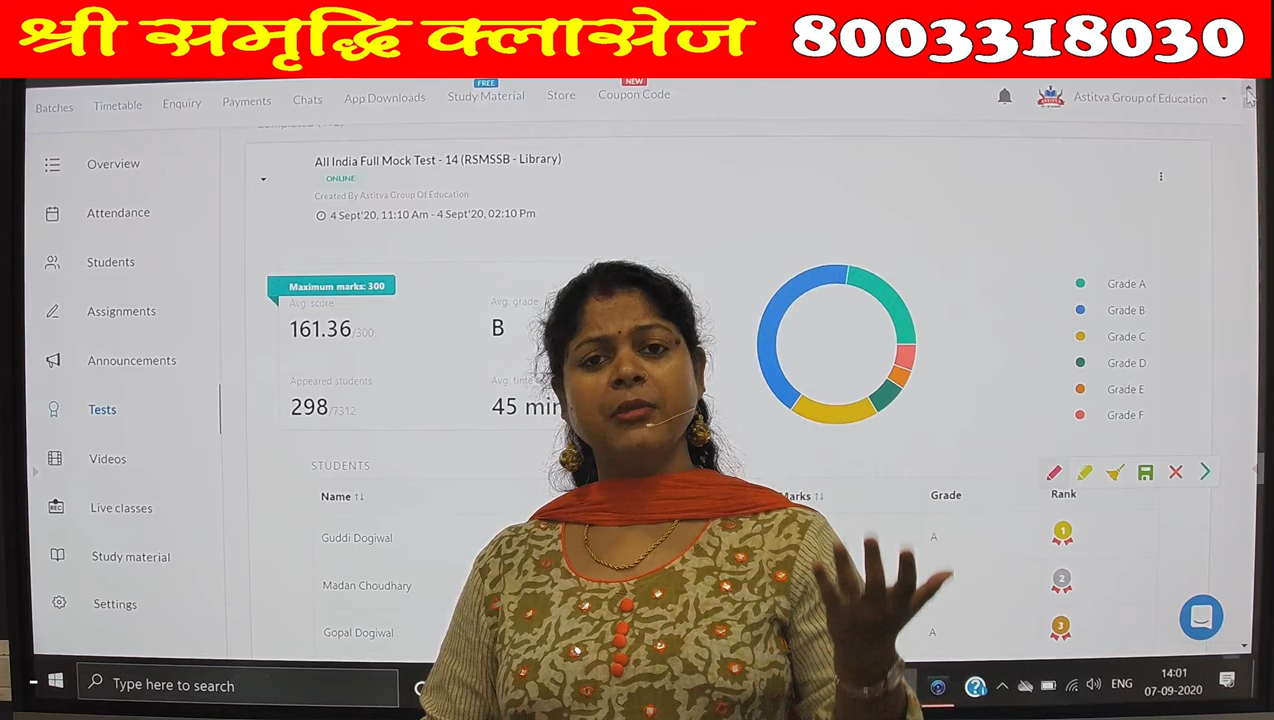 श्री समृद्धि क्लासेज 8003318030
FREE
NEW
Batches Timetable Enquiry Payments Chats App Downloads Study Material Store Coupon Code
Astitva Group of Education
Overview
Attendance
Students
Assignments
Announcements
Tests
Videos
Live classes
Study material
Settings
All India Full Mock Test - 14 (RSMSSB - Library)
ONLINE
Created By Astitva Group Of Education
4 Sept'20, 11:10 Am - 4 Sept'20, 02:10 Pm
Maximum marks: 300
Avg. score
161.36/300
Avg. grade
B
Appeared students
298/7312
Avg. time
45 min
Grade A
Grade B
Grade C
Grade D
Grade E
Grade F
STUDENTS
Name Marks Grade Rank
Guddi Dogiwal A 1
Madan Choudhary 2
Gopal Dogiwal A 3
REC
Type here to search
ENG
14:01
07-09-2020